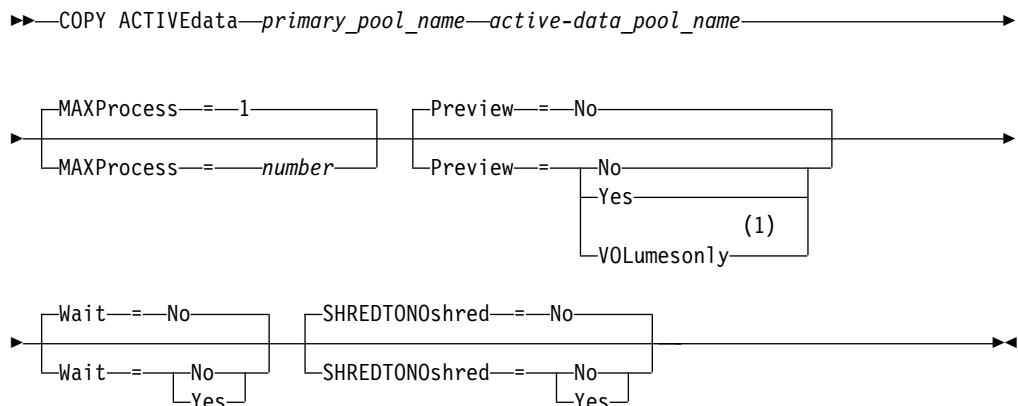 COPY ACTIVEdata primary_pool_name active-data_pool_name
MAXProcess = 1 Preview = No
MAXProcess = number Preview = No
Yes
(1)
VOLumesonly
Wait = No SHREDTONOshred = No
Wait = No SHREDTONOshred = No
Yes Yes